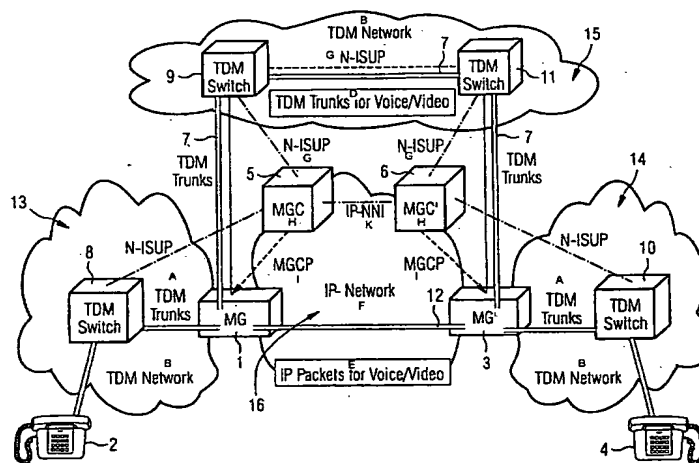 B
TDM Network
G N-ISUP
7
15
9
TDM
Switch
TDM
Switch
11
D
TDM Trunks for Voice/Video
7
TDM
Trunks
N-ISUP
G
N-ISUP
G
7
TDM
Trunks
5
6
13
14
MGC
H
IP-NNI
K
MGC'
H
N-ISUP
N-ISUP
8
10
MGCP
I
MGCP
I
A
TDM
Trunks
A
TDM
Trunks
TDM
Switch
TDM
Switch
IP-Network
F
12
MG
MG'
1
3
B
TDM Network
16
E
IP Packets for Voice/Video
B
TDM Network
2
4